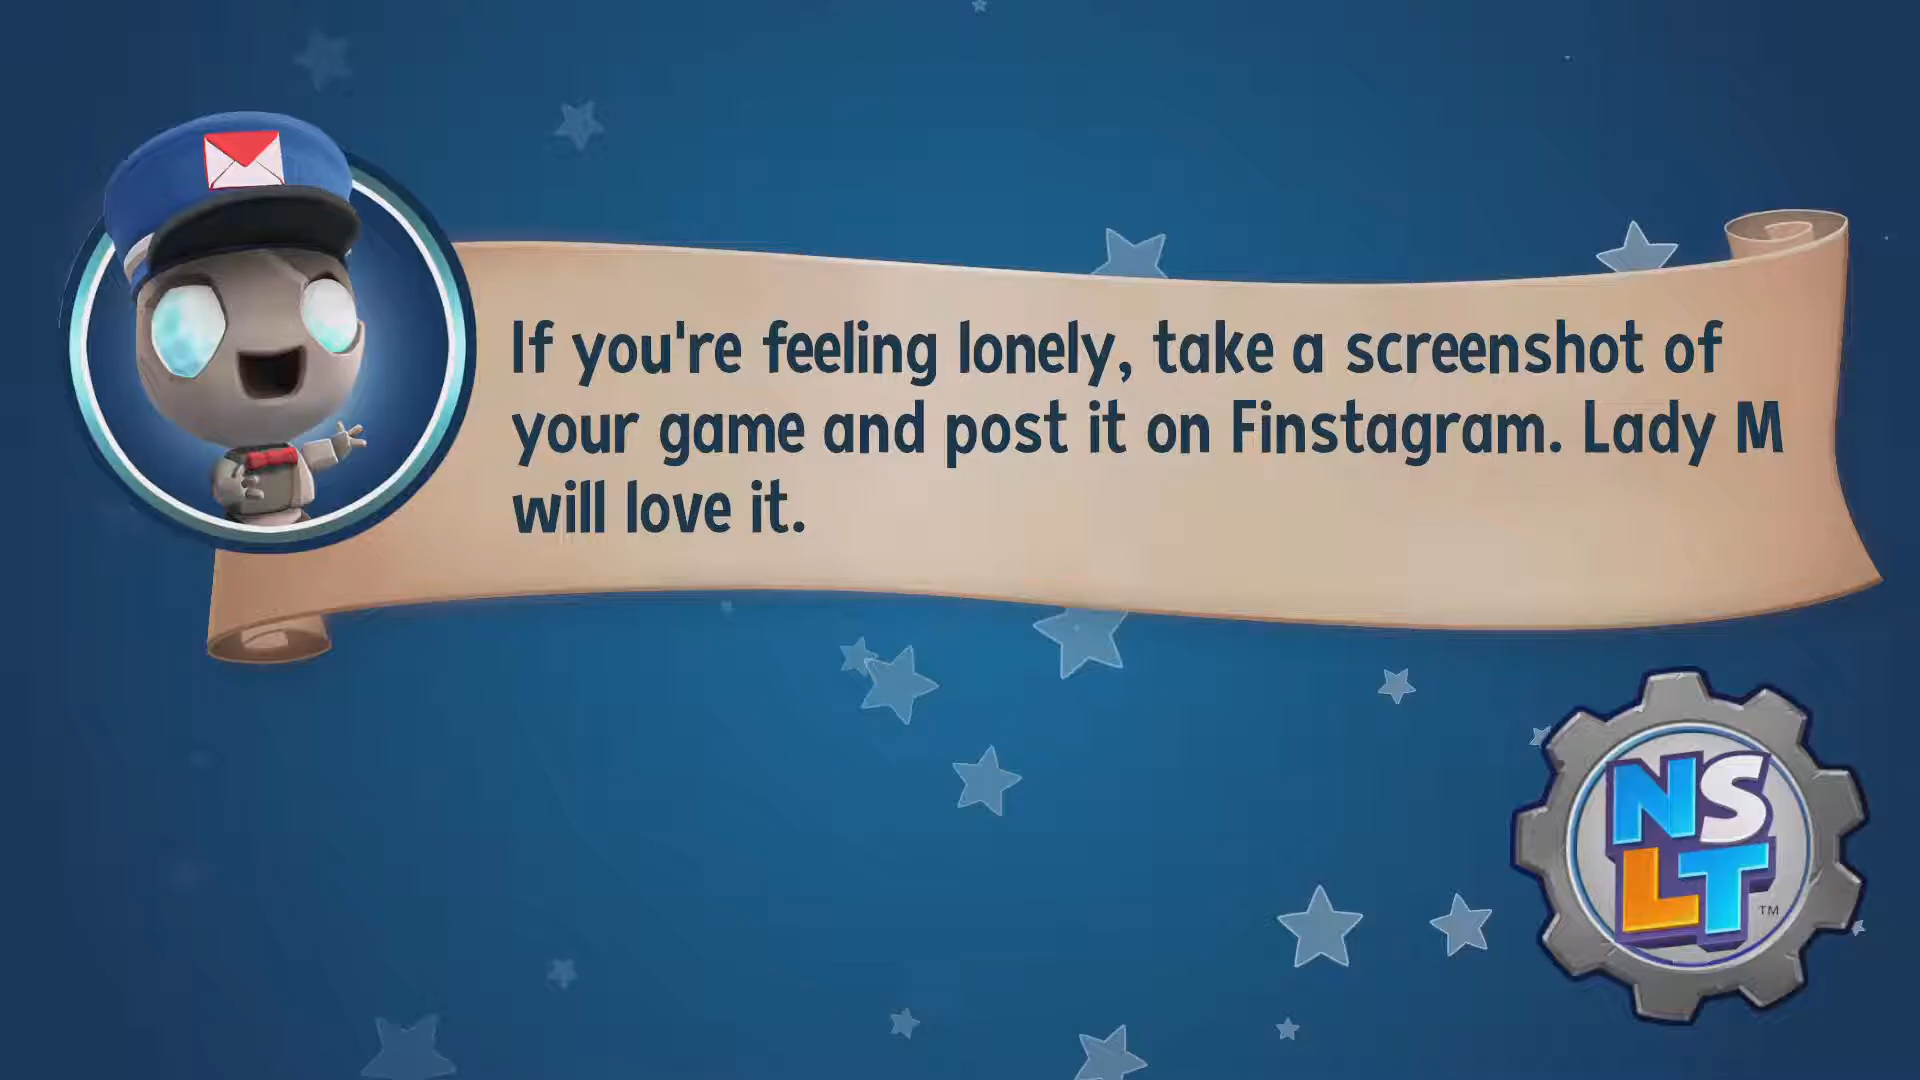 If you're feeling lonely, take a screenshot of
your game and post it on Finstagram. Lady M
will love it.
NS
LT
TM